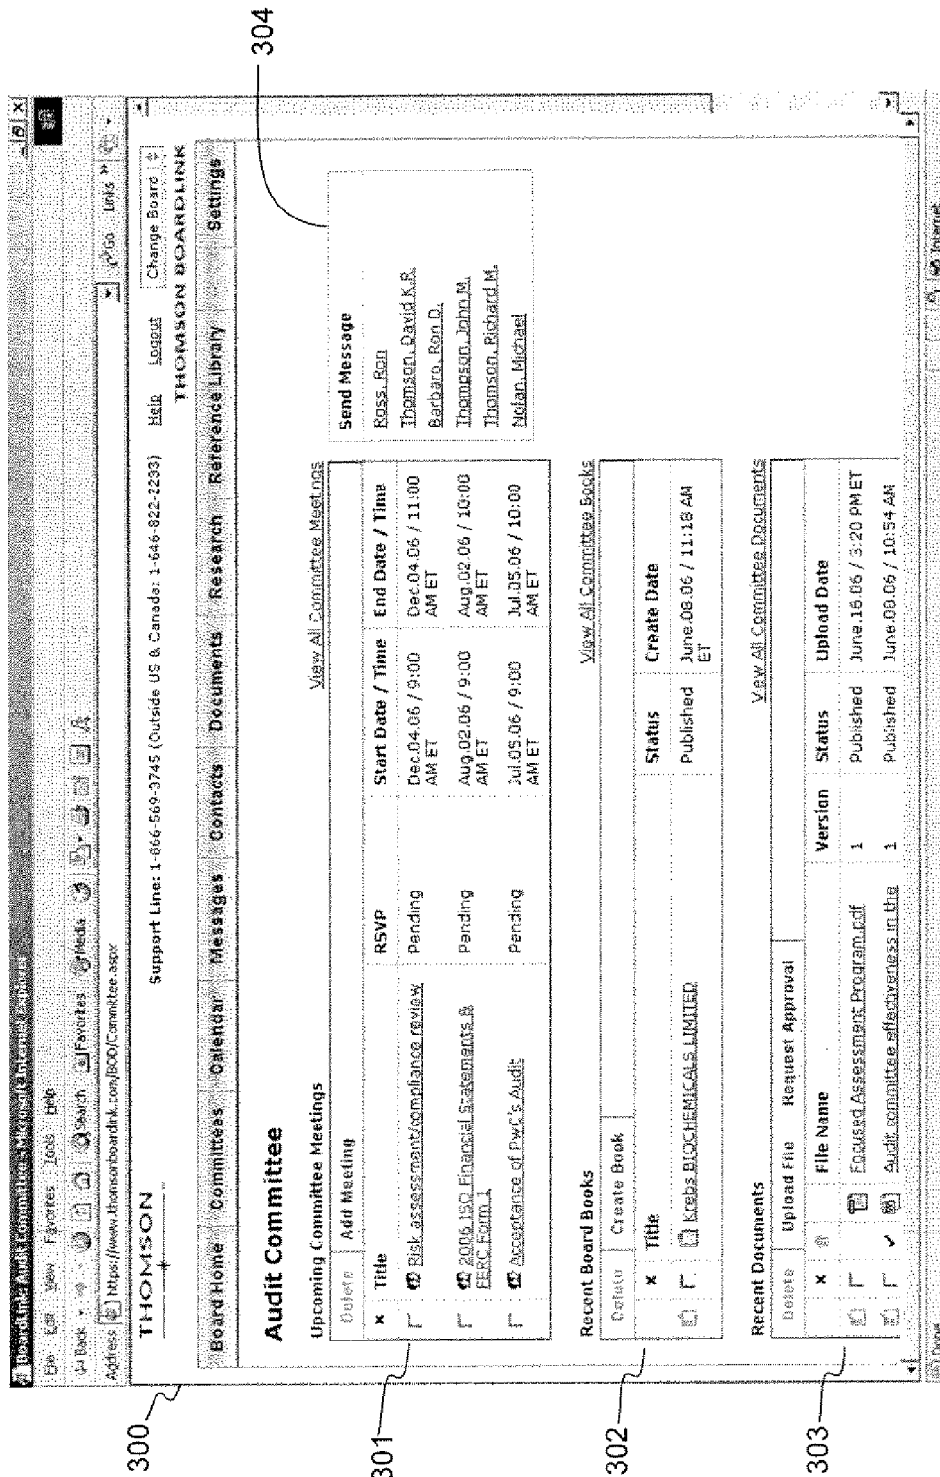 File Edit View Favorites Tools Help
Back Search Favorites Media
Address https://www.thomsonboardlink.com/BOD/Committee.aspx Go Links »
THOMSON
Support Line: 1-866-569-3745 (Outside US & Canada: 1-646-822-2233) Help Logout Change Board
THOMSON BOARDLINK
Board Home Committees Calendar Messages Contacts Documents Research Reference Library Settings
Audit Committee
Upcoming Committee Meetings View All Committee Meetings
Delete Add Meeting
× Title RSVP Start Date / Time End Date / Time
Risk assessment/compliance review Pending Dec.04.06 / 9:00 AM ET Dec.04.06 / 11:00 AM ET
2006 ISO Financial Statements & FERC Form 1 Pending Aug.02.06 / 9:00 AM ET Aug.02.06 / 10:00 AM ET
Acceptance of PwC's Audit Pending Jul.05.06 / 9:00 AM ET Jul.05.06 / 10:00 AM ET
Send Message
Ross, Ron
Thomson, David K.R.
Barbaro, Ron D.
Thompson, John M.
Thomson, Richard M.
Nolan, Michael
Recent Board Books View All Committee Books
Delete Create Book
× Title Status Create Date
Krebs BIOCHEMICALS LIMITED Published June.08.06 / 11:18 AM ET
Recent Documents View All Committee Documents
Delete Upload File Request Approval
× File Name Version Status Upload Date
Focused Assessment Program.pdf 1 Published June.16.06 / 3:20 PM ET
Audit committee effectiveness in the 1 Published June.08.06 / 10:54 AM
Internet
300
301
302
303
304